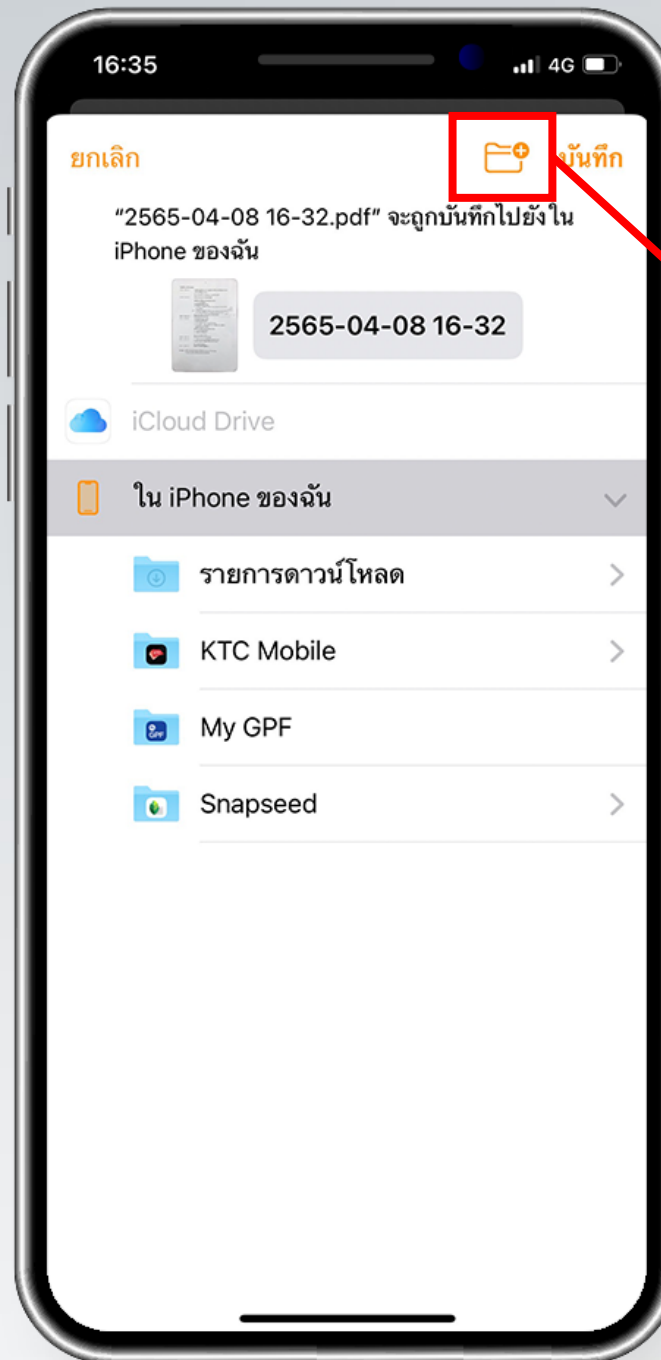 16:35
4G
ยกเลิก
บันทึก
“2565-04-08 16-32.pdf” จะถูกบันทึกไปยังใน
iPhone ของฉัน
2565-04-08 16-32
iCloud Drive
ใน iPhone ของฉัน
รายการดาวน์โหลด
KTC Mobile
GPF
My GPF
Snapseed